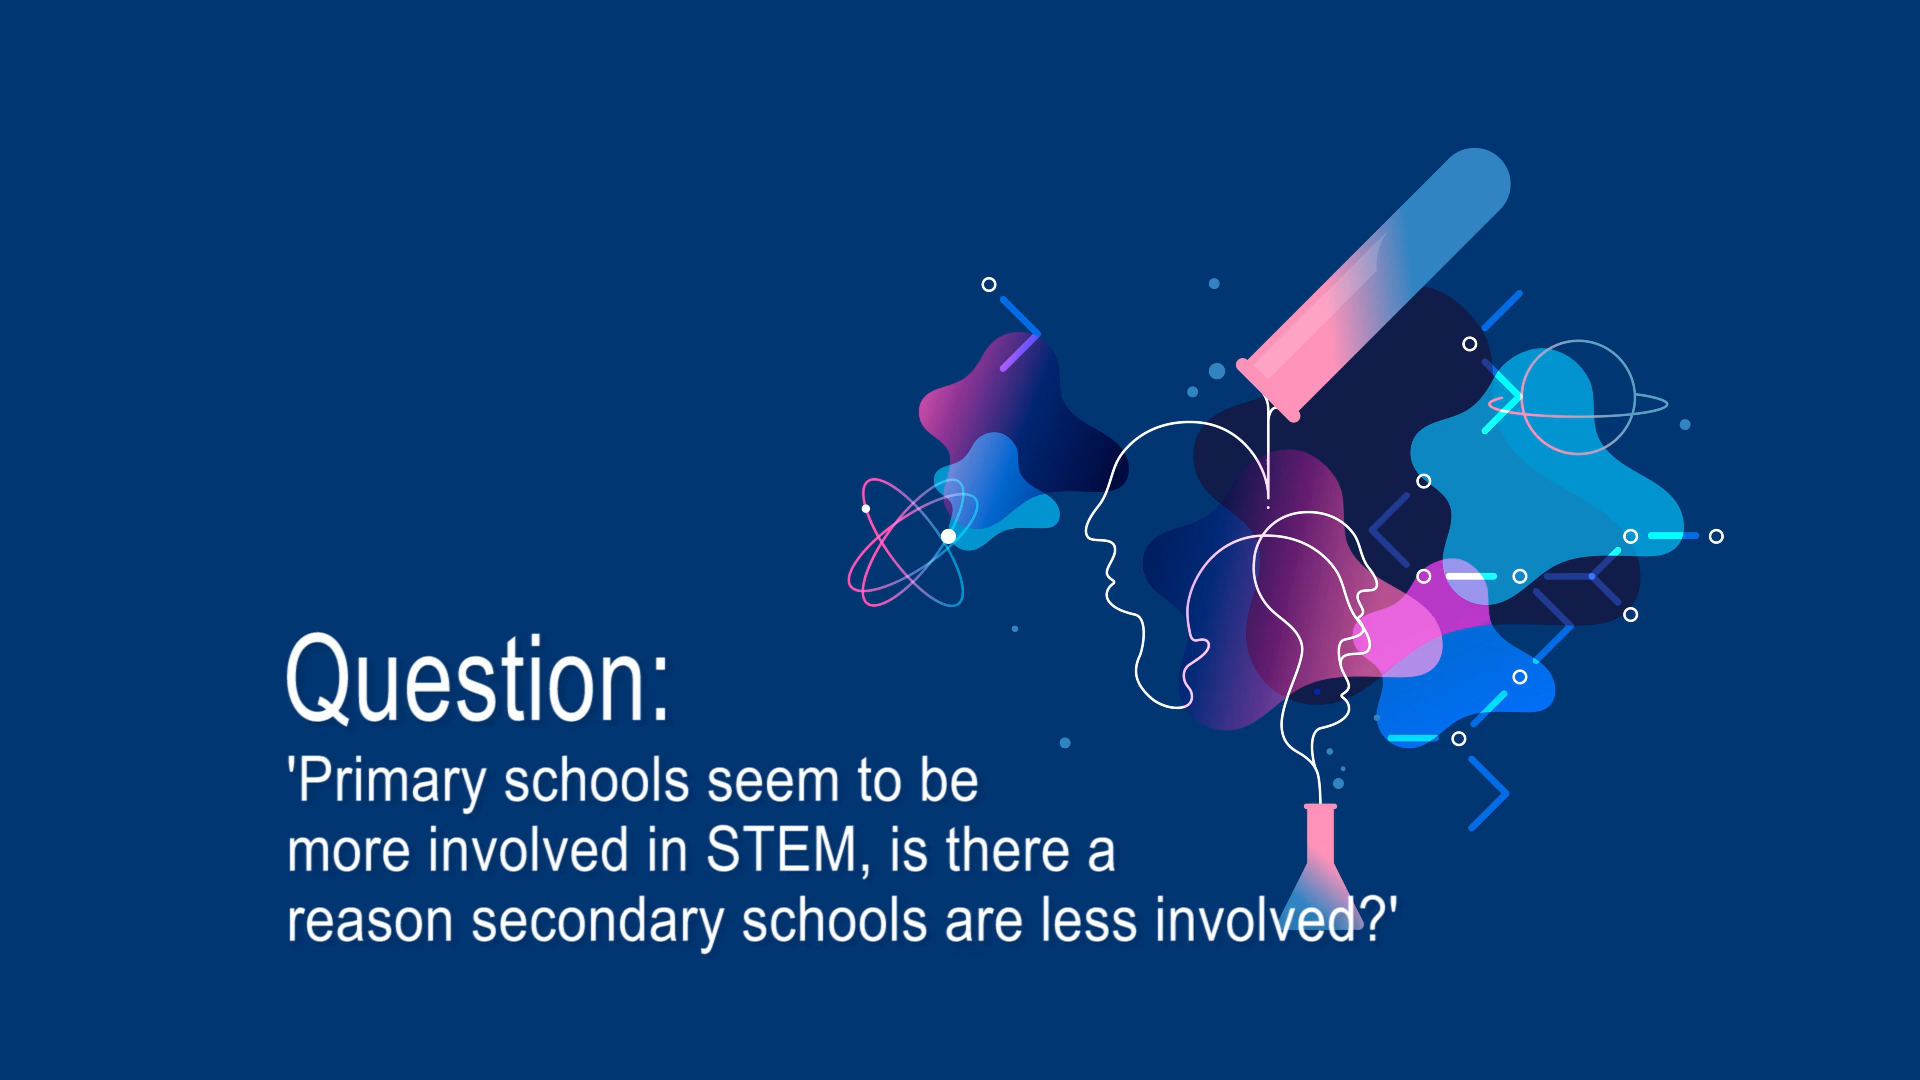 Question:
'Primary schools seem to be
more involved in STEM, is there a
reason secondary schools are less involved?'